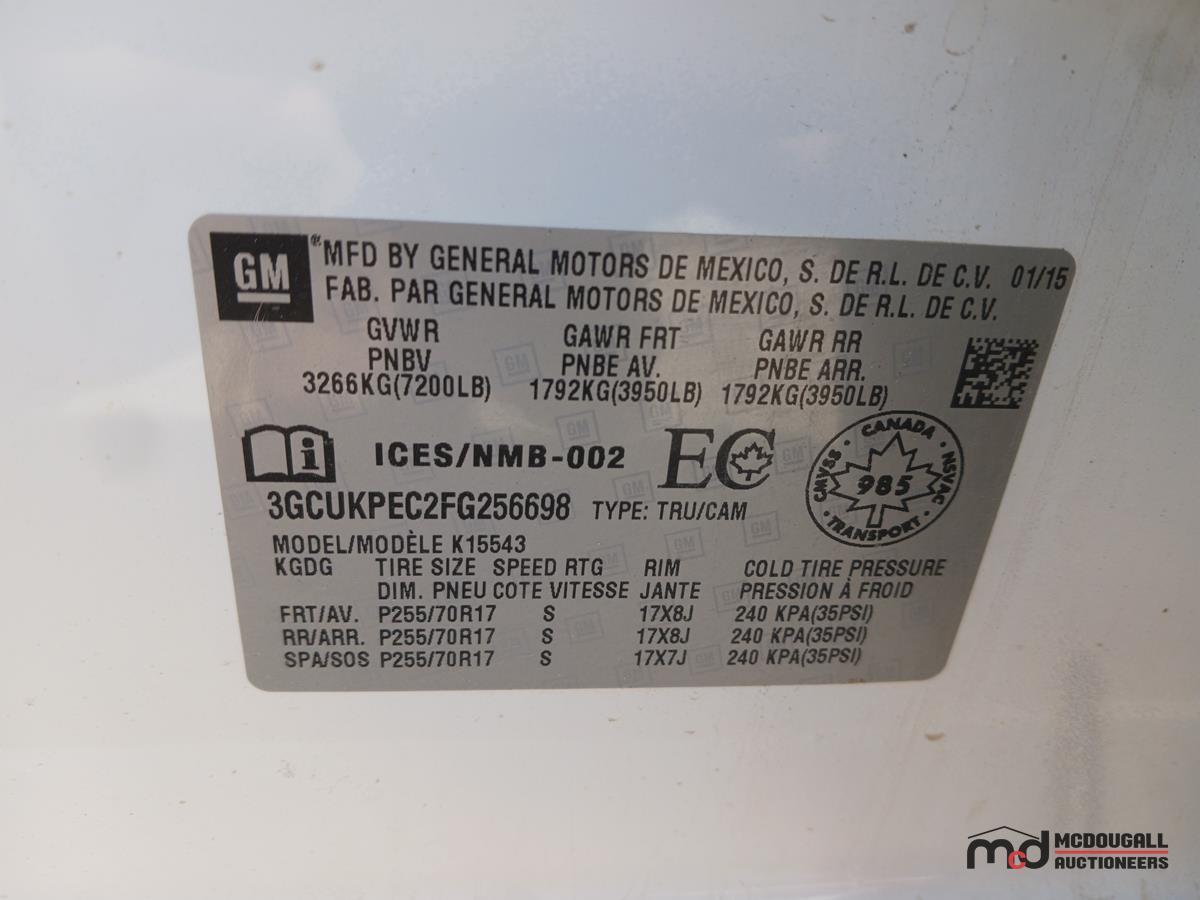 GM
® MFD BY GENERAL MOTORS DE MEXICO, S. DE R.L. DE C.V. 01/15
FAB. PAR GENERAL MOTORS DE MEXICO, S. DE R.L. DE C.V.
GVWR GAWR FRT GAWR RR
PNBV PNBE AV. PNBE ARR.
3266KG(7200LB) 1792KG(3950LB) 1792KG(3950LB)
i ICES/NMB-002 EC
CANADA
CMVSS 985 NSVAC
TRANSPORT
3GCUKPEC2FG256698 TYPE: TRU/CAM
MODEL/MODÈLE K15543
KGDG TIRE SIZE SPEED RTG RIM COLD TIRE PRESSURE
DIM. PNEU COTE VITESSE JANTE PRESSION À FROID
FRT/AV. P255/70R17 S 17X8J 240 KPA(35PSI)
RR/ARR. P255/70R17 S 17X8J 240 KPA(35PSI)
SPA/SOS P255/70R17 S 17X7J 240 KPA(35PSI)
mcd MCDOUGALL
AUCTIONEERS